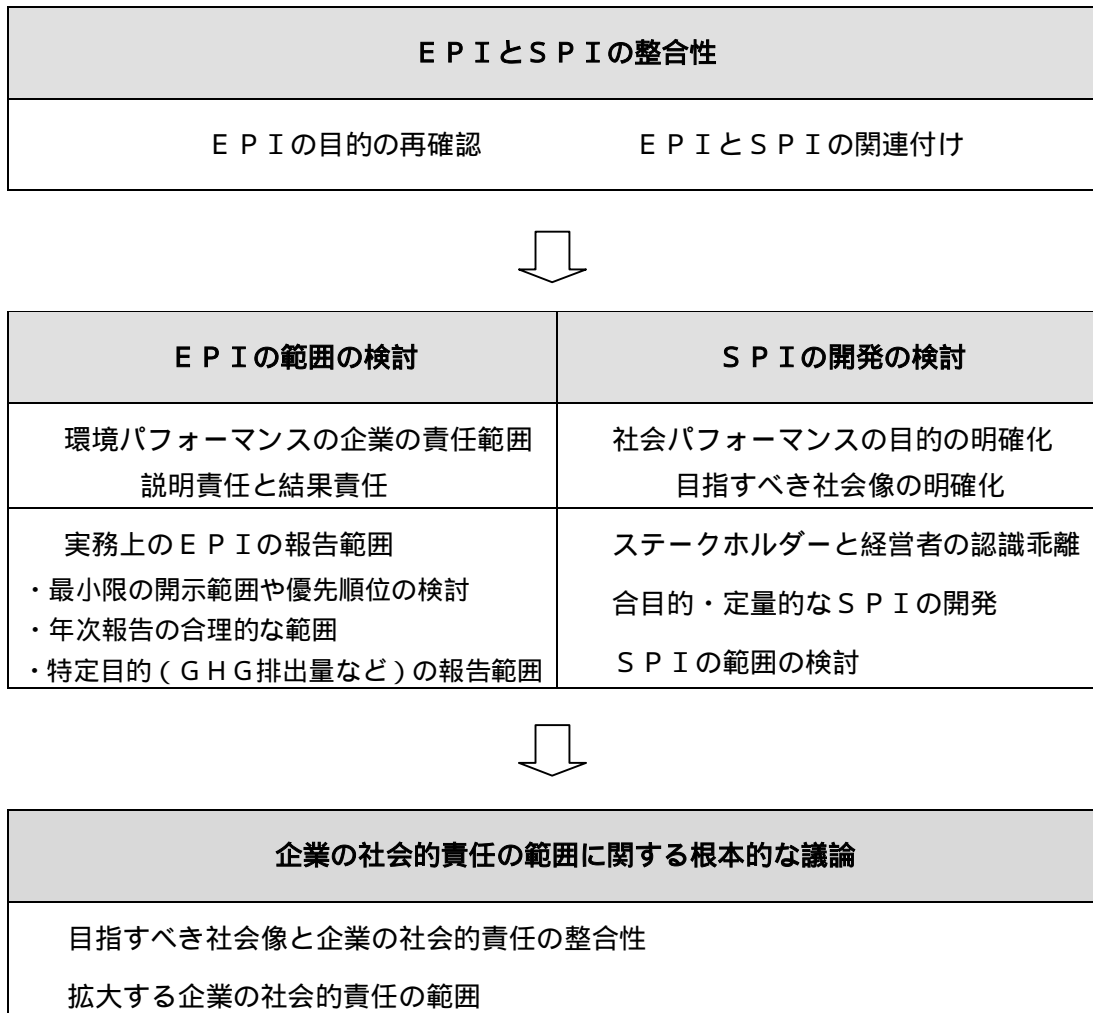 ＥＰＩとＳＰＩの整合性
ＥＰＩの目的の再確認　ＥＰＩとＳＰＩの関連付け
ＥＰＩの範囲の検討
環境パフォーマンスの企業の責任範囲
説明責任と結果責任
実務上のＥＰＩの報告範囲
・最小限の開示範囲や優先順位の検討
・年次報告の合理的な範囲
・特定目的（ＧＨＧ排出量など）の報告範囲
ＳＰＩの開発の検討
社会パフォーマンスの目的の明確化
目指すべき社会像の明確化
ステークホルダーと経営者の認識乖離
合目的・定量的なＳＰＩの開発
ＳＰＩの範囲の検討
企業の社会的責任の範囲に関する根本的な議論
目指すべき社会像と企業の社会的責任の整合性
拡大する企業の社会的責任の範囲